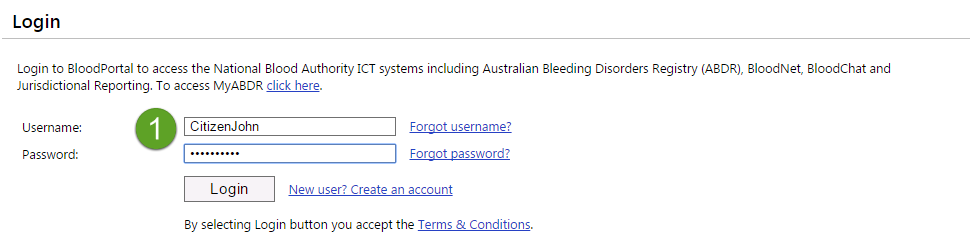 Login
Login to BloodPortal to access the National Blood Authority ICT systems including Australian Bleeding Disorders Registry (ABDR), BloodNet, BloodChat and
Jurisdictional Reporting. To access MyABDR click here.
Username: 1 CitizenJohn Forgot username?
Password: •••••••••• Forgot password?
Login New user? Create an account
By selecting Login button you accept the Terms & Conditions.